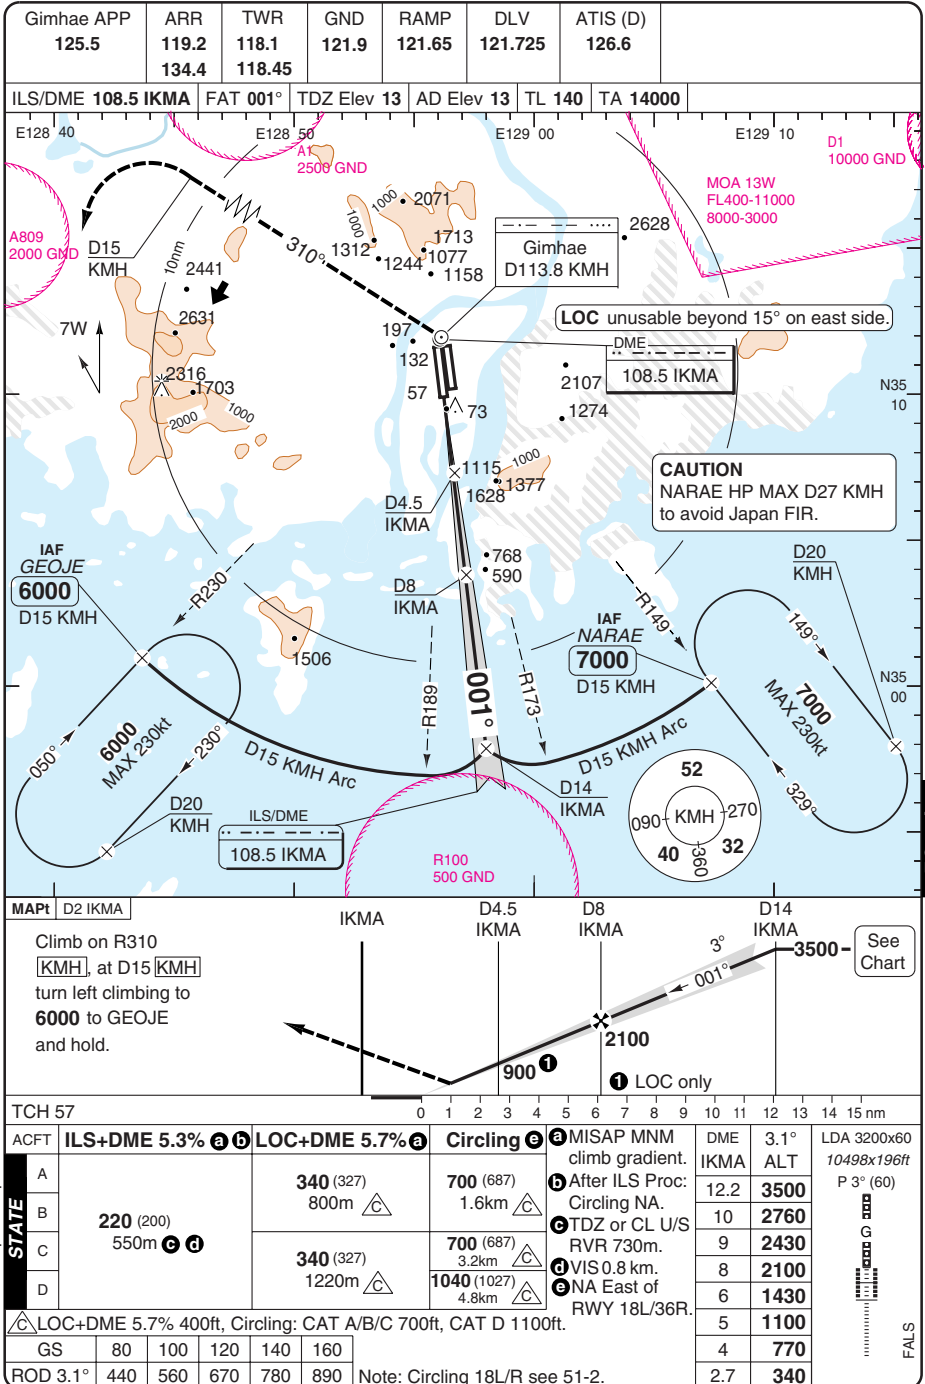 Gimhae APP ARR TWR GND RAMP DLV ATIS (D)
125.5 119.2 118.1 121.9 121.65 121.725 126.6
134.4 118.45
ILS/DME 108.5 IKMA FAT 001° TDZ Elev 13 AD Elev 13 TL 140 TA 14000
E128 40 E128 50 E129 00 E129 10
A1
2500 GND
D1
10000 GND
MOA 13W
FL400-11000
8000-3000
A809
2000 GND
D15
KMH
10nm
310°
1000
2071
1000
1312
1713
1077
1244
1158
Gimhae
D113.8 KMH
2628
2441
2631
7W
LOC unusable beyond 15° on east side.
DME
108.5 IKMA
197
132
57
73
2316
1703
1000
2000
2107
1274
N35
10
1115
1000
1628
1377
D4.5
IKMA
CAUTION
NARAE HP MAX D27 KMH
to avoid Japan FIR.
768
590
D8
IKMA
D20
KMH
IAF
GEOJE
6000
D15 KMH
R230
1506
R189
001°
R173
IAF
NARAE
7000
D15 KMH
R149
149°
7000
MAX 230kt
329°
N35
00
050°
6000
MAX 230kt
230°
D15 KMH Arc
D15 KMH Arc
D14
IKMA
D20
KMH
ILS/DME
108.5 IKMA
R100
500 GND
52
090 KMH 270
40 360 32
MAPt D2 IKMA
Climb on R310
KMH, at D15 KMH
turn left climbing to
6000 to GEOJE
and hold.
IKMA
D4.5
IKMA
D8
IKMA
D14
IKMA
3°
001°
3500
See
Chart
2100
900 1
1 LOC only
TCH 57
0 1 2 3 4 5 6 7 8 9 10 11 12 13 14 15 nm
ACFT ILS+DME 5.3% a b LOC+DME 5.7% a Circling e
STATE
A
B
C
D
220 (200)
550m c d
340 (327)
800m C
340 (327)
1220m C
700 (687)
1.6km C
700 (687)
3.2km C
1040 (1027)
4.8km C
a MISAP MNM
climb gradient.
b After ILS Proc:
Circling NA.
c TDZ or CL U/S
RVR 730m.
d VIS 0.8 km.
e NA East of
RWY 18L/36R.
C LOC+DME 5.7% 400ft, Circling: CAT A/B/C 700ft, CAT D 1100ft.
GS 80 100 120 140 160
ROD 3.1° 440 560 670 780 890
Note: Circling 18L/R see 51-2.
DME 3.1°
IKMA ALT
12.2 3500
10 2760
9 2430
8 2100
6 1430
5 1100
4 770
2.7 340
LDA 3200x60
10498x196ft
P 3° (60)
G
FALS